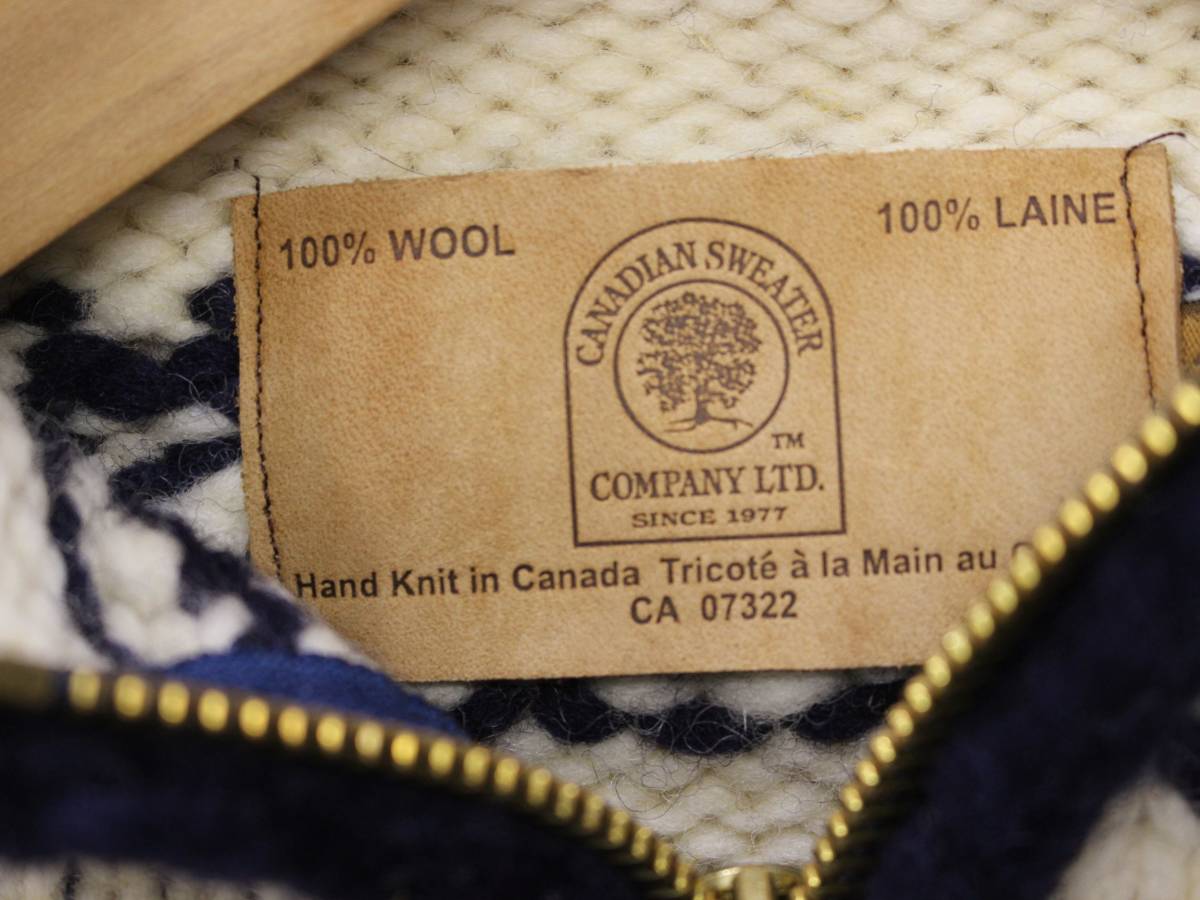 100% WOOL
100% LAINE
CANADIAN SWEATER
TM
COMPANY LTD.
SINCE 1977
Hand Knit in Canada Tricoté à la Main au
CA 07322